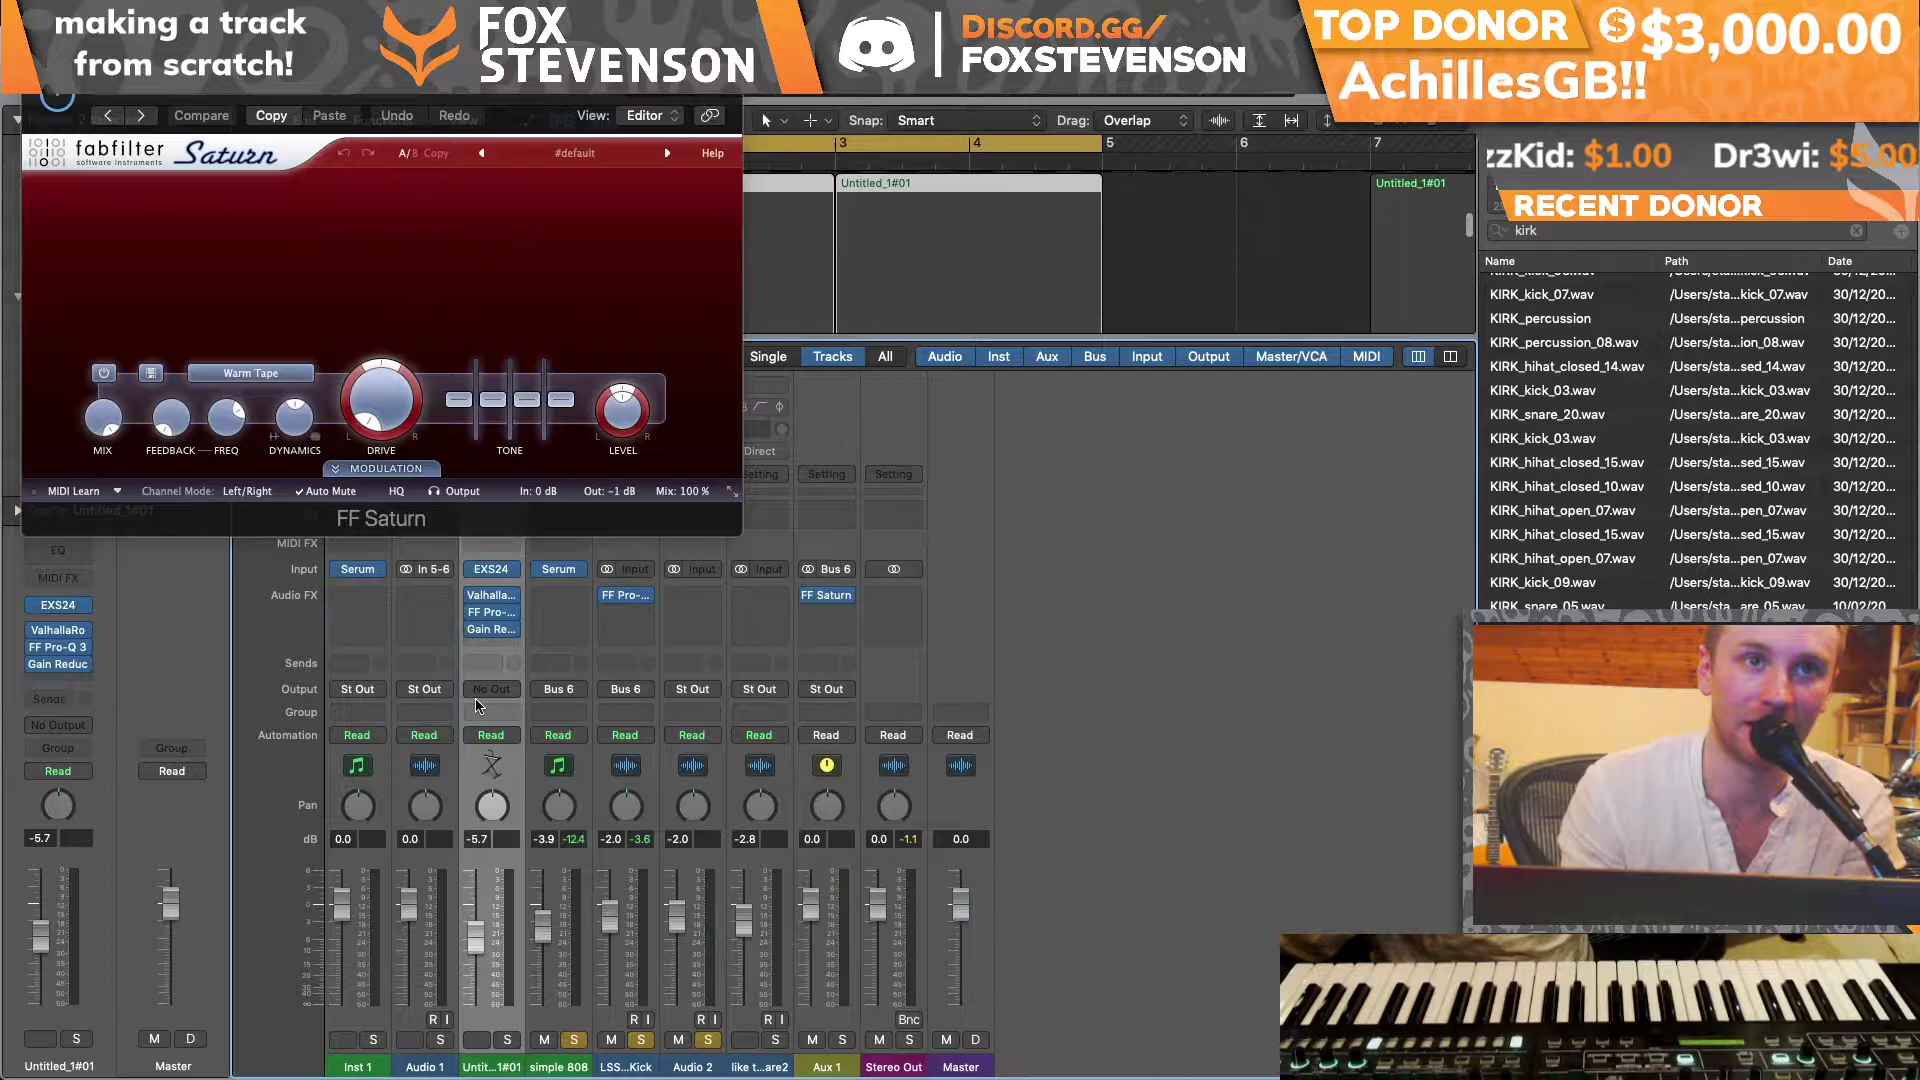 making a track
from scratch!
FOX
STEVENSON
DISCORD.GG/
FOXSTEVENSON
TOP DONOR $ $3,000.00
AchillesGB!!
zzKid: $1.00 Dr3wi: $5.00
RECENT DONOR
Compare Copy Paste Undo Redo View: Editor
Snap: Smart Drag: Overlap
fabfilter
software instruments
Saturn
A/B Copy #default Help
3 4 5 6 7
Untitled_1#01 Untitled_1#01
kirk
Name Path Date
KIRK_kick_07.wav /Users/sta...kick_07.wav 30/12/20...
KIRK_percussion /Users/sta...percussion 30/12/20...
KIRK_percussion_08.wav /Users/sta...ion_08.wav 30/12/20...
KIRK_hihat_closed_14.wav /Users/sta...sed_14.wav 30/12/20...
KIRK_kick_03.wav /Users/sta...kick_03.wav 30/12/20...
KIRK_snare_20.wav /Users/sta...are_20.wav 30/12/20...
KIRK_kick_03.wav /Users/sta...kick_03.wav 30/12/20...
KIRK_hihat_closed_15.wav /Users/sta...sed_15.wav 30/12/20...
KIRK_hihat_closed_10.wav /Users/sta...sed_10.wav 30/12/20...
KIRK_hihat_open_07.wav /Users/sta...pen_07.wav 30/12/20...
KIRK_hihat_closed_15.wav /Users/sta...sed_15.wav 30/12/20...
KIRK_hihat_open_07.wav /Users/sta...pen_07.wav 30/12/20...
KIRK_kick_09.wav /Users/sta...kick_09.wav 30/12/20...
KIRK_snare_05.wav /Users/sta...are_05.wav 10/02/20...
Single Tracks All Audio Inst Aux Bus Input Output Master/VCA MIDI
Warm Tape
L R L R
MIX FEEDBACK FREQ DYNAMICS DRIVE TONE LEVEL
MODULATION
MIDI Learn Channel Mode: Left/Right Auto Mute HQ Output In: 0 dB Out: -1 dB Mix: 100 %
FF Saturn
Direct
Setting Setting Setting
EQ
MIDI FX
EXS24
ValhallaRo
FF Pro-Q 3
Gain Reduc
Sends
No Output
Group Group
Read Read
-5.7
S M D
Untitled_1#01 Master
MIDI FX
Input Serum In 5-6 EXS24 Serum Input Input Input Bus 6
Audio FX Valhalla... FF Pro-... FF Saturn
FF Pro-...
Gain Re...
Sends
Output St Out St Out No Out Bus 6 Bus 6 St Out St Out St Out
Group
Automation Read Read Read Read Read Read Read Read Read Read
Pan
dB 0.0 0.0 -5.7 -3.9 -12.4 -2.0 -3.6 -2.0 -2.8 0.0 0.0 -1.1 0.0
R I R I R I R I Bnc
S S S M S M S M S S M S M S M D
Inst 1 Audio 1 Untit...1#01 simple 808 LSS...Kick Audio 2 like t...are2 Aux 1 Stereo Out Master